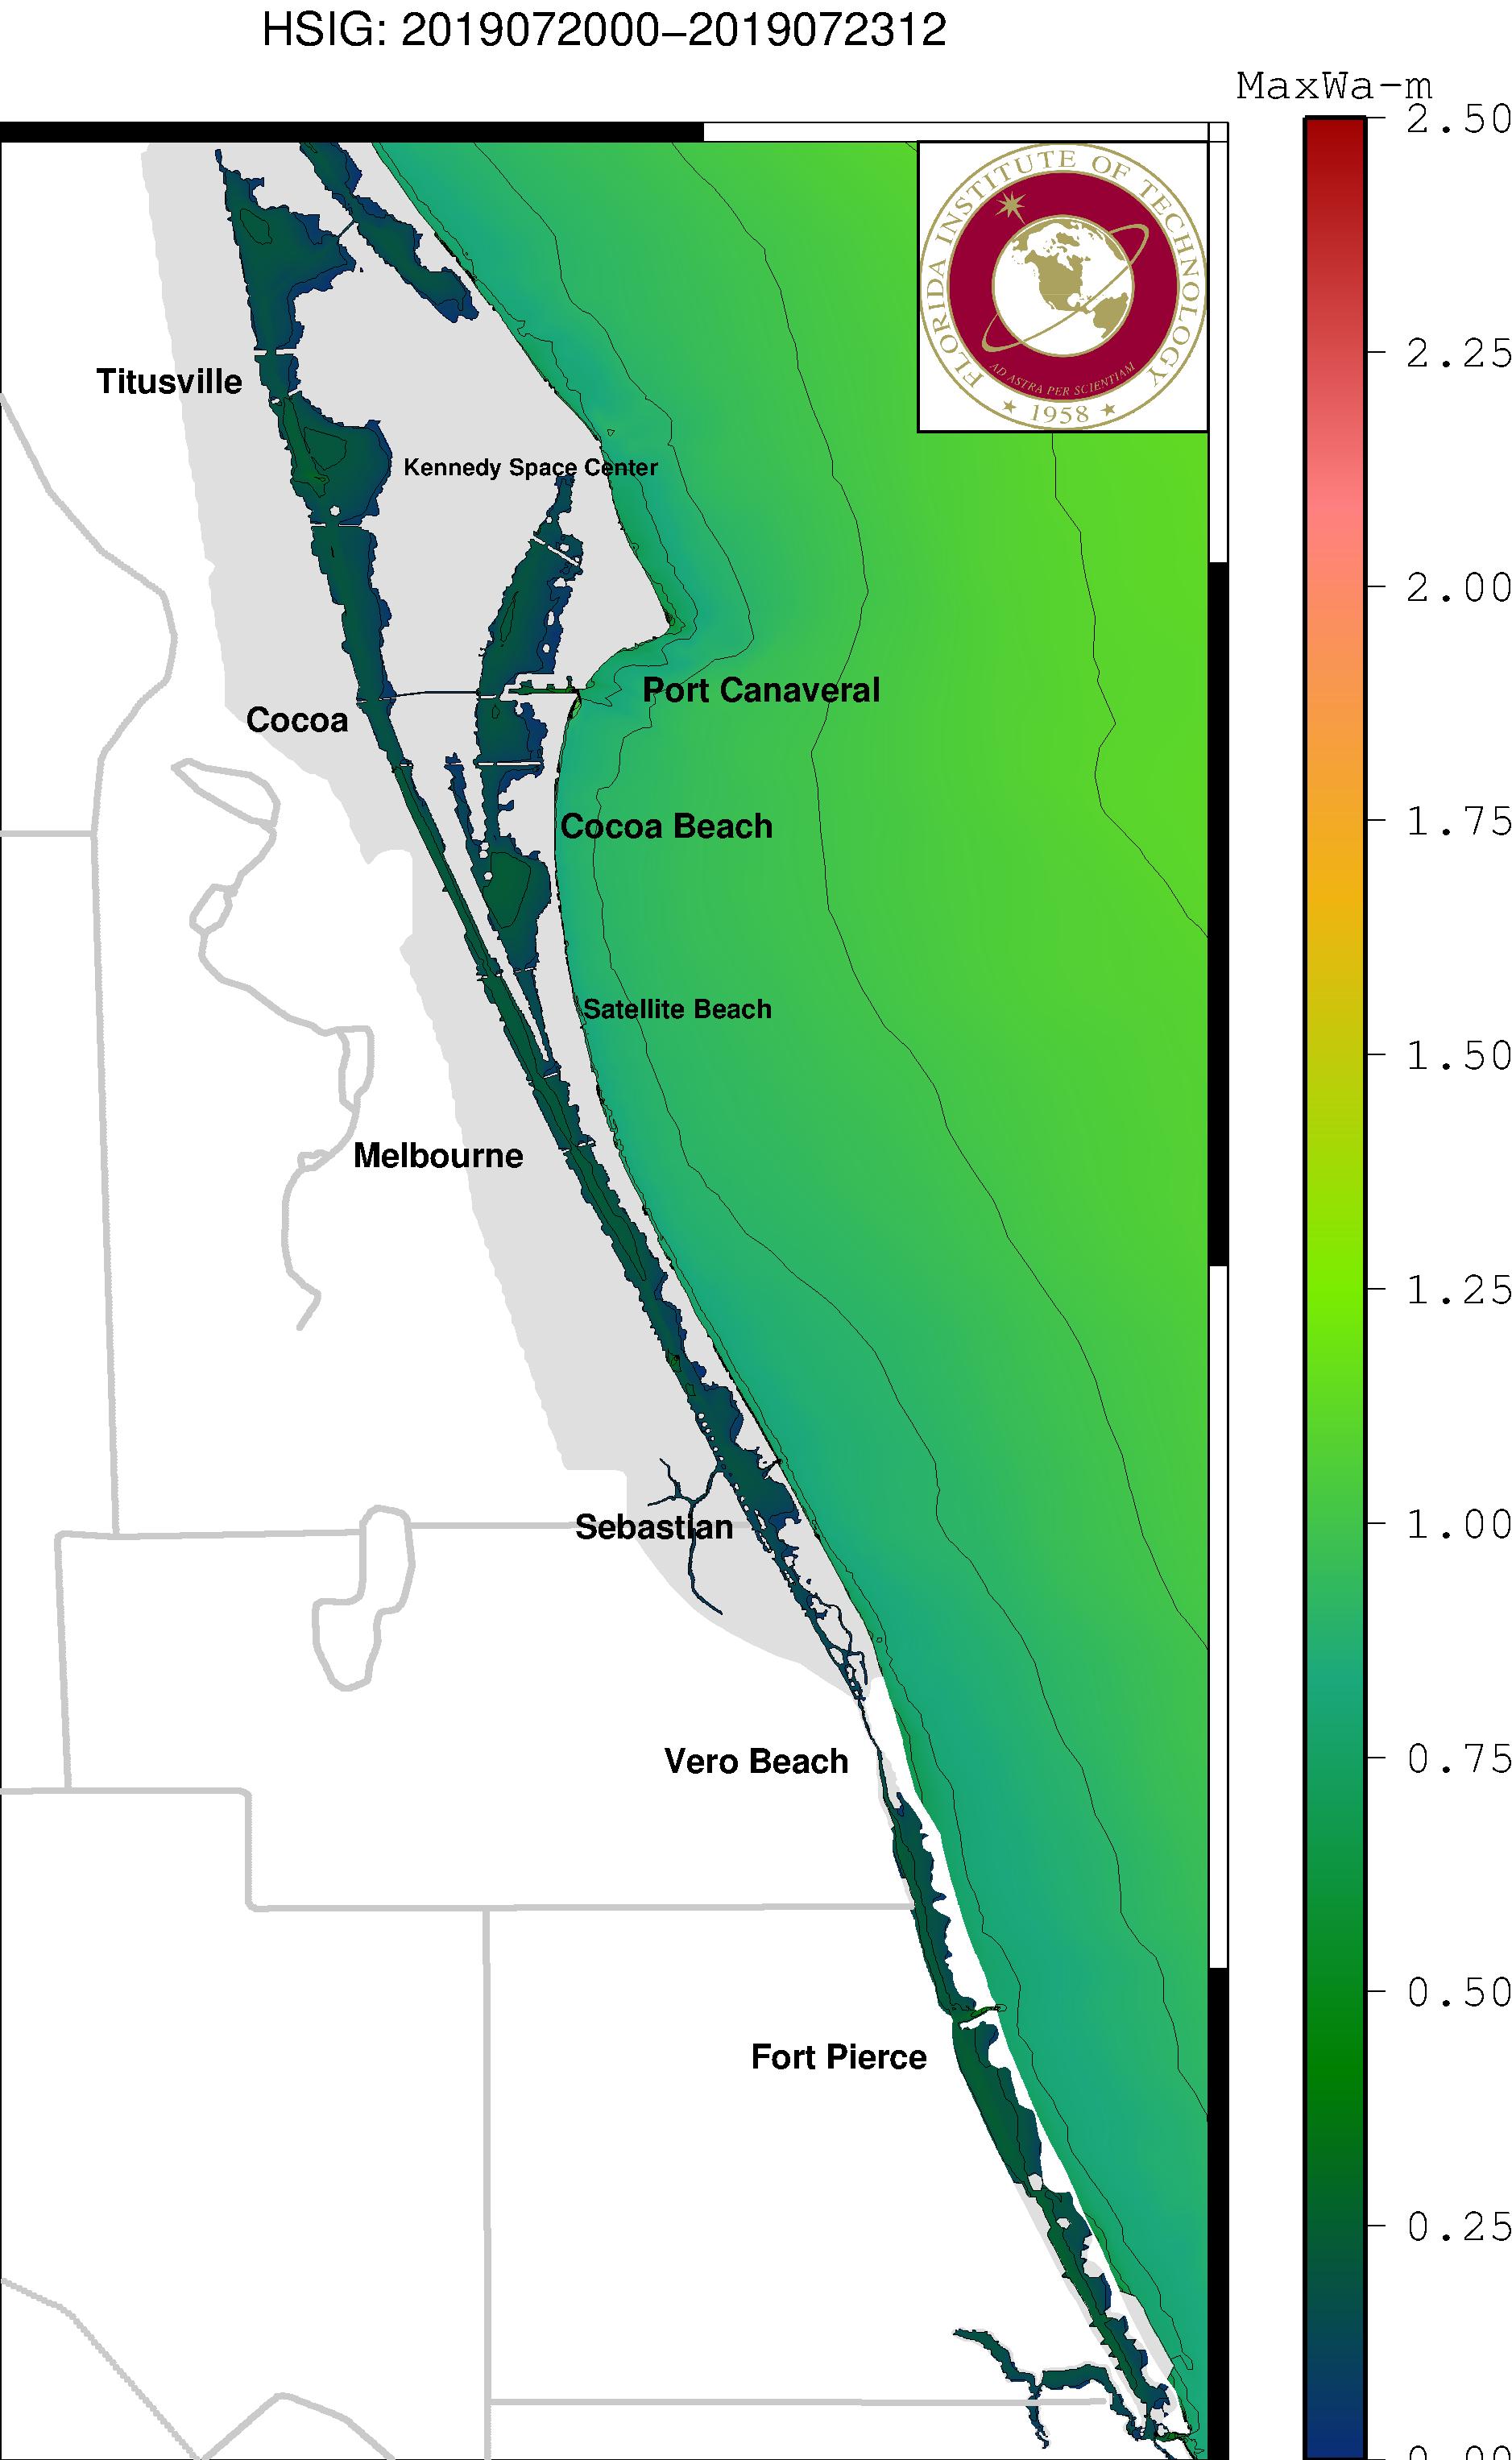 HSIG: 2019072000−2019072312
MaxWa-m
2.50
FLORIDA INSTITUTE OF TECHNOLOGY
AD ASTRA PER SCIENTIAM
★ 1958 ★
2.25
Titusville
Kennedy Space Center
2.00
Port Canaveral
Cocoa
1.75
Cocoa Beach
Satellite Beach
1.50
Melbourne
1.25
1.00
Sebastian
0.75
Vero Beach
0.50
Fort Pierce
0.25
0.00